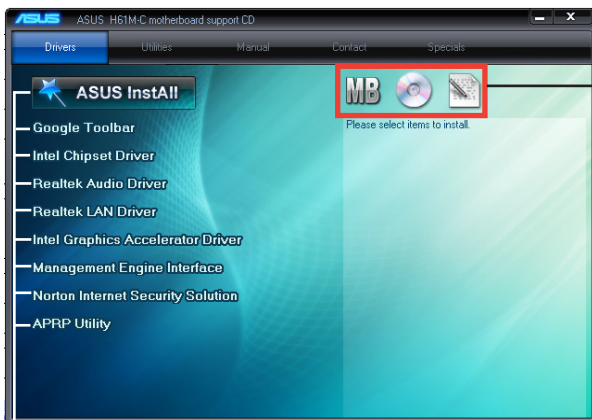 ASUS ASUS H61M-C motherboard support CD
Drivers Utilities Manual Contact Specials
ASUS InstAll
MB
Please select items to install.
Google Toolbar
Intel Chipset Driver
Realtek Audio Driver
Realtek LAN Driver
Intel Graphics Accelerator Driver
Management Engine Interface
Norton Internet Security Solution
APRP Utility